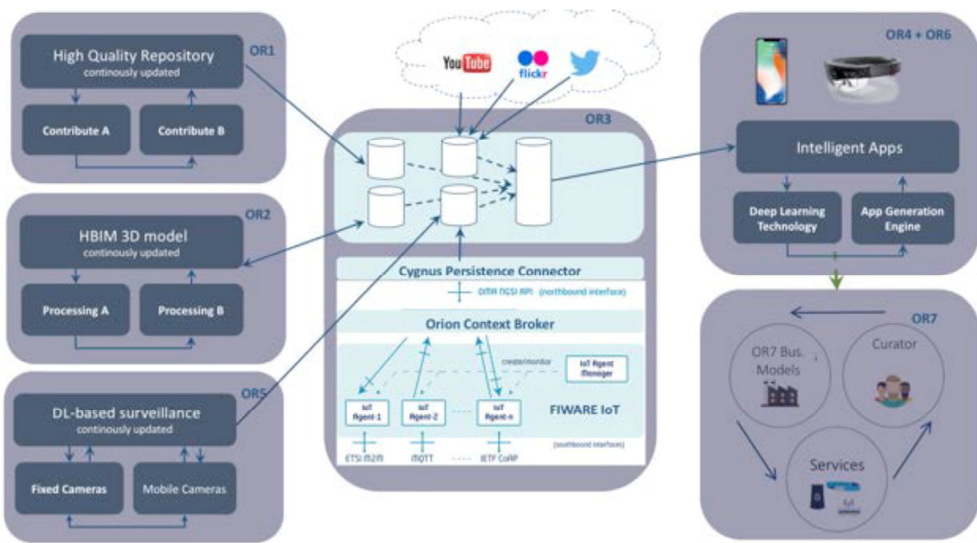 OR1
High Quality Repository
continously updated
Contribute A
Contribute B
OR2
HBIM 3D model
continously updated
Processing A
Processing B
OR5
DL-based surveillance
continously updated
Fixed Cameras
Mobile Cameras
YouTube
flickr
OR3
Cygnus Persistence Connector
DMA NGSI API (northbound interface)
Orion Context Broker
create/monitor
IoT Agent
Manager
IoT
Agent-1
IoT
Agent-2
IoT
Agent-n
FIWARE IoT
(southbound interfaces)
ETSI M2M
MQTT
IETF CoAP
OR4 + OR6
Intelligent Apps
Deep Learning
Technology
App Generation
Engine
OR7
OR7 Bus.
Models
Curator
Services